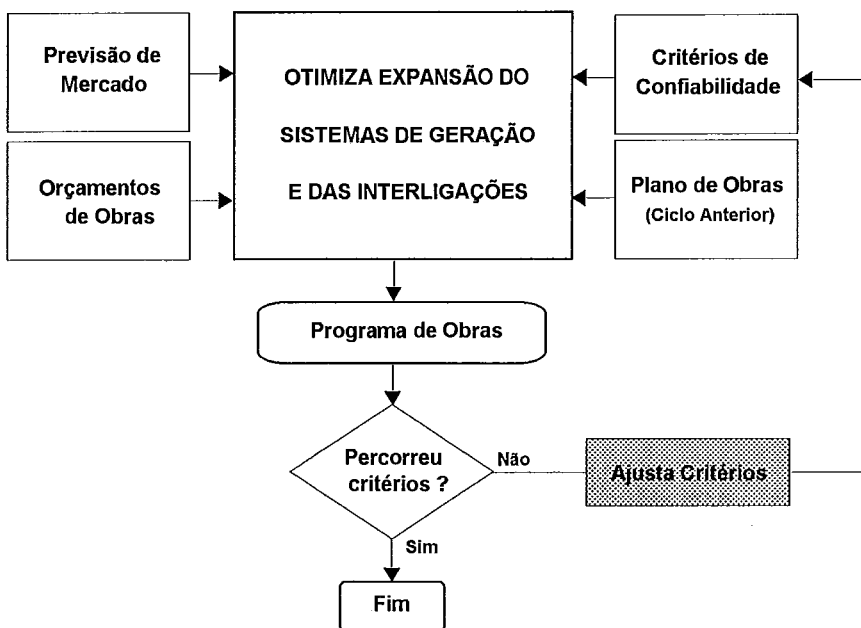 Previsão de
Mercado
Orçamentos
de Obras
OTIMIZA EXPANSÃO DO
SISTEMAS DE GERAÇÃO
E DAS INTERLIGAÇÕES
Critérios de
Confiabilidade
Plano de Obras
(Ciclo Anterior)
Programa de Obras
Percorreu
critérios ?
Não
Ajusta Critérios
Sim
Fim